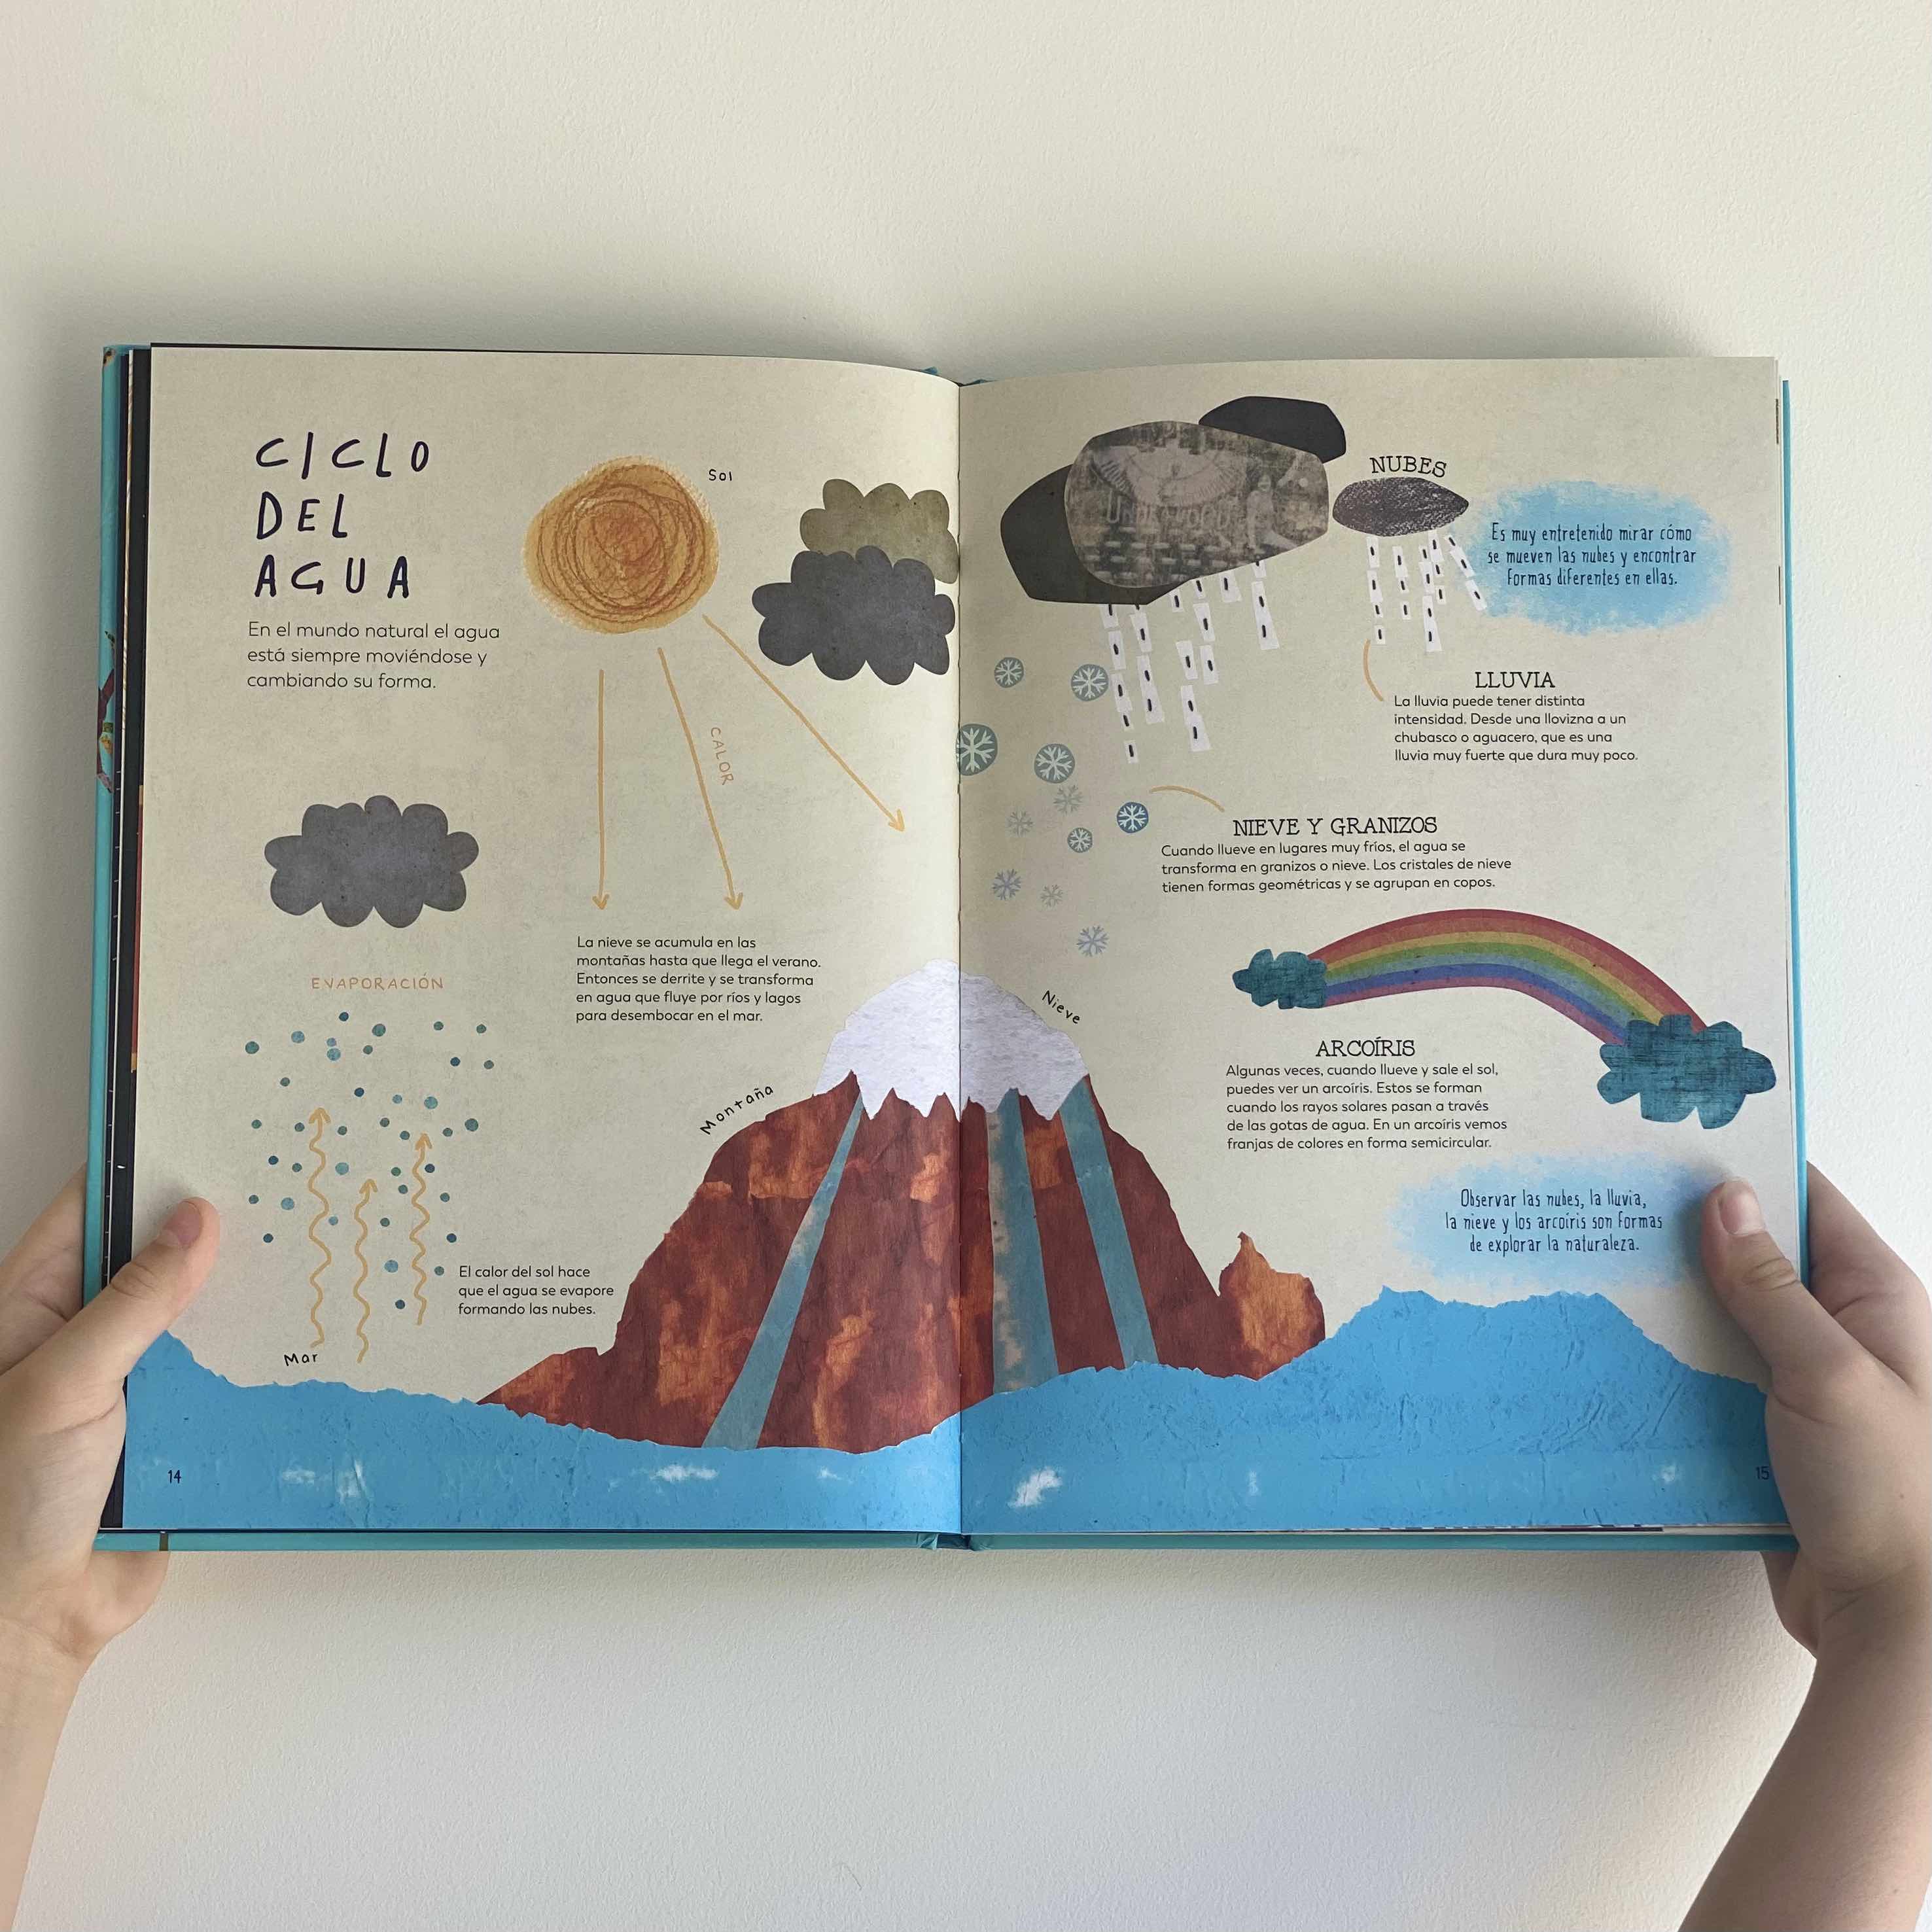 CICLO
DEL
AGUA
En el mundo natural el agua
está siempre moviéndose y
cambiando su forma.
Sol
CALOR
EVAPORACIÓN
La nieve se acumula en las
montañas hasta que llega el verano.
Entonces se derrite y se transforma
en agua que fluye por ríos y lagos
para desembocar en el mar.
Montaña
El calor del sol hace
que el agua se evapore
formando las nubes.
Mar
14
NUBES
Es muy entretenido mirar cómo
se mueven las nubes y encontrar
formas diferentes en ellas.
LLUVIA
La lluvia puede tener distinta
intensidad. Desde una llovizna a un
chubasco o aguacero, que es una
lluvia muy fuerte que dura muy poco.
NIEVE Y GRANIZOS
Cuando llueve en lugares muy fríos, el agua se
transforma en granizos o nieve. Los cristales de nieve
tienen formas geométricas y se agrupan en copos.
Nieve
ARCOÍRIS
Algunas veces, cuando llueve y sale el sol,
puedes ver un arcoíris. Estos se forman
cuando los rayos solares pasan a través
de las gotas de agua. En un arcoíris vemos
franjas de colores en forma semicircular.
Observar las nubes, la lluvia,
la nieve y los arcoíris son formas
de explorar la naturaleza.
15